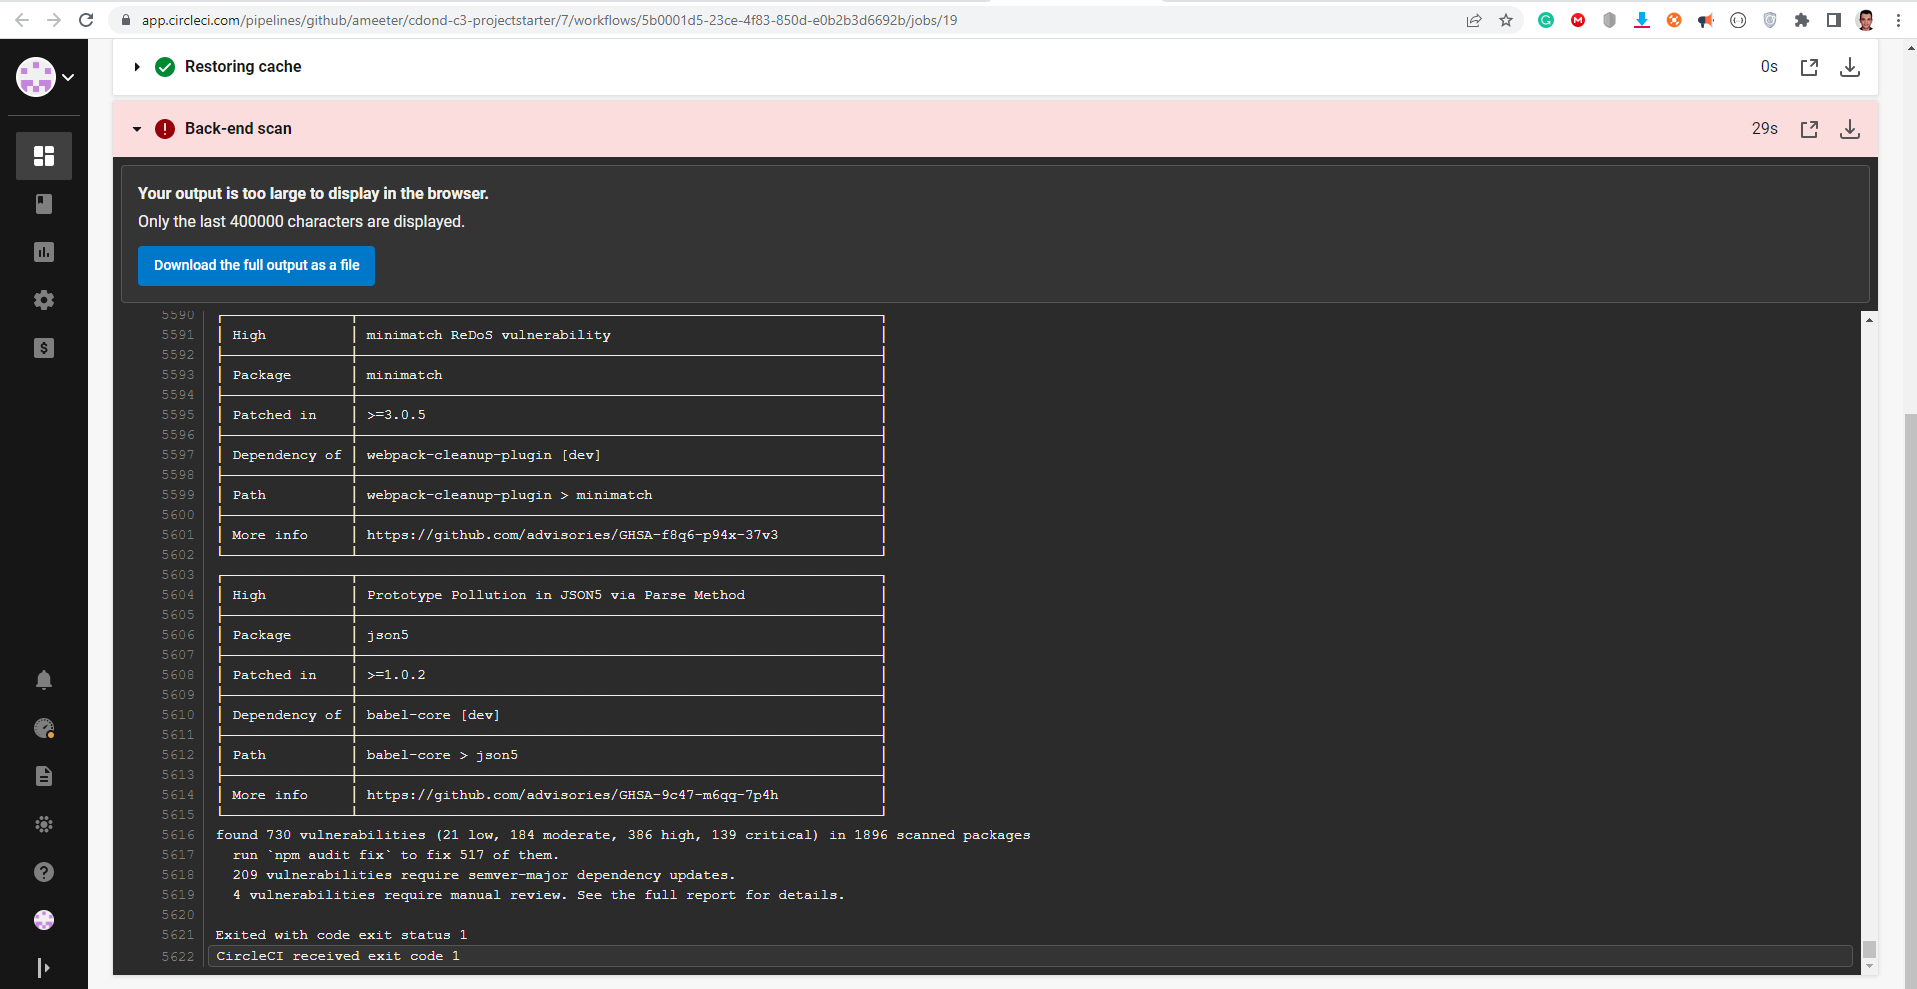 app.circleci.com/pipelines/github/ameeter/cdond-c3-projectstarter/7/workflows/5b0001d5-23ce-4f83-850d-e0b2b3d6692b/jobs/19
Restoring cache 0s
Back-end scan 29s
Your output is too large to display in the browser.
Only the last 400000 characters are displayed.
Download the full output as a file
5590
5591 High minimatch ReDoS vulnerability
5592
5593 Package minimatch
5594
5595 Patched in >=3.0.5
5596
5597 Dependency of webpack-cleanup-plugin [dev]
5598
5599 Path webpack-cleanup-plugin > minimatch
5600
5601 More info https://github.com/advisories/GHSA-f8q6-p94x-37v3
5602
5603
5604 High Prototype Pollution in JSON5 via Parse Method
5605
5606 Package json5
5607
5608 Patched in >=1.0.2
5609
5610 Dependency of babel-core [dev]
5611
5612 Path babel-core > json5
5613
5614 More info https://github.com/advisories/GHSA-9c47-m6qq-7p4h
5615
5616 found 730 vulnerabilities (21 low, 184 moderate, 386 high, 139 critical) in 1896 scanned packages
5617 run `npm audit fix` to fix 517 of them.
5618 209 vulnerabilities require semver-major dependency updates.
5619 4 vulnerabilities require manual review. See the full report for details.
5620
5621 Exited with code exit status 1
5622 CircleCI received exit code 1